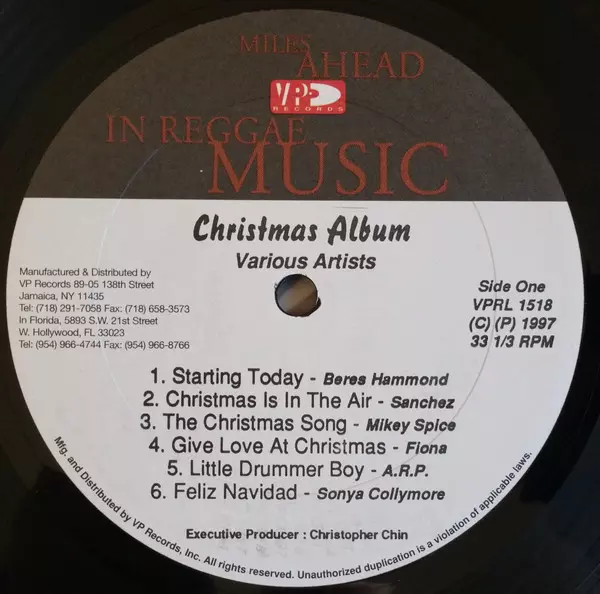 MILES
AHEAD
VP
RECORDS
IN REGGAE
MUSIC
Christmas Album
Various Artists
Manufactured & Distributed by
VP Records 89-05 138th Street
Jamaica, NY 11435
Tel: (718) 291-7058 Fax: (718) 658-3573
In Florida, 5893 S.W. 21st Street
W. Hollywood, FL 33023
Tel: (954) 966-4744 Fax: (954) 966-8766
Side One
VPRL 1518
(C) (P) 1997
33 1/3 RPM
1. Starting Today - Beres Hammond
2. Christmas Is In The Air - Sanchez
3. The Christmas Song - Mikey Spice
4. Give Love At Christmas - Fiona
5. Little Drummer Boy - A.R.P.
6. Feliz Navidad - Sonya Collymore
Executive Producer : Christopher Chin
Mfg. and Distributed by VP Records, Inc. All rights reserved. Unauthorized duplication is a violation of applicable laws.